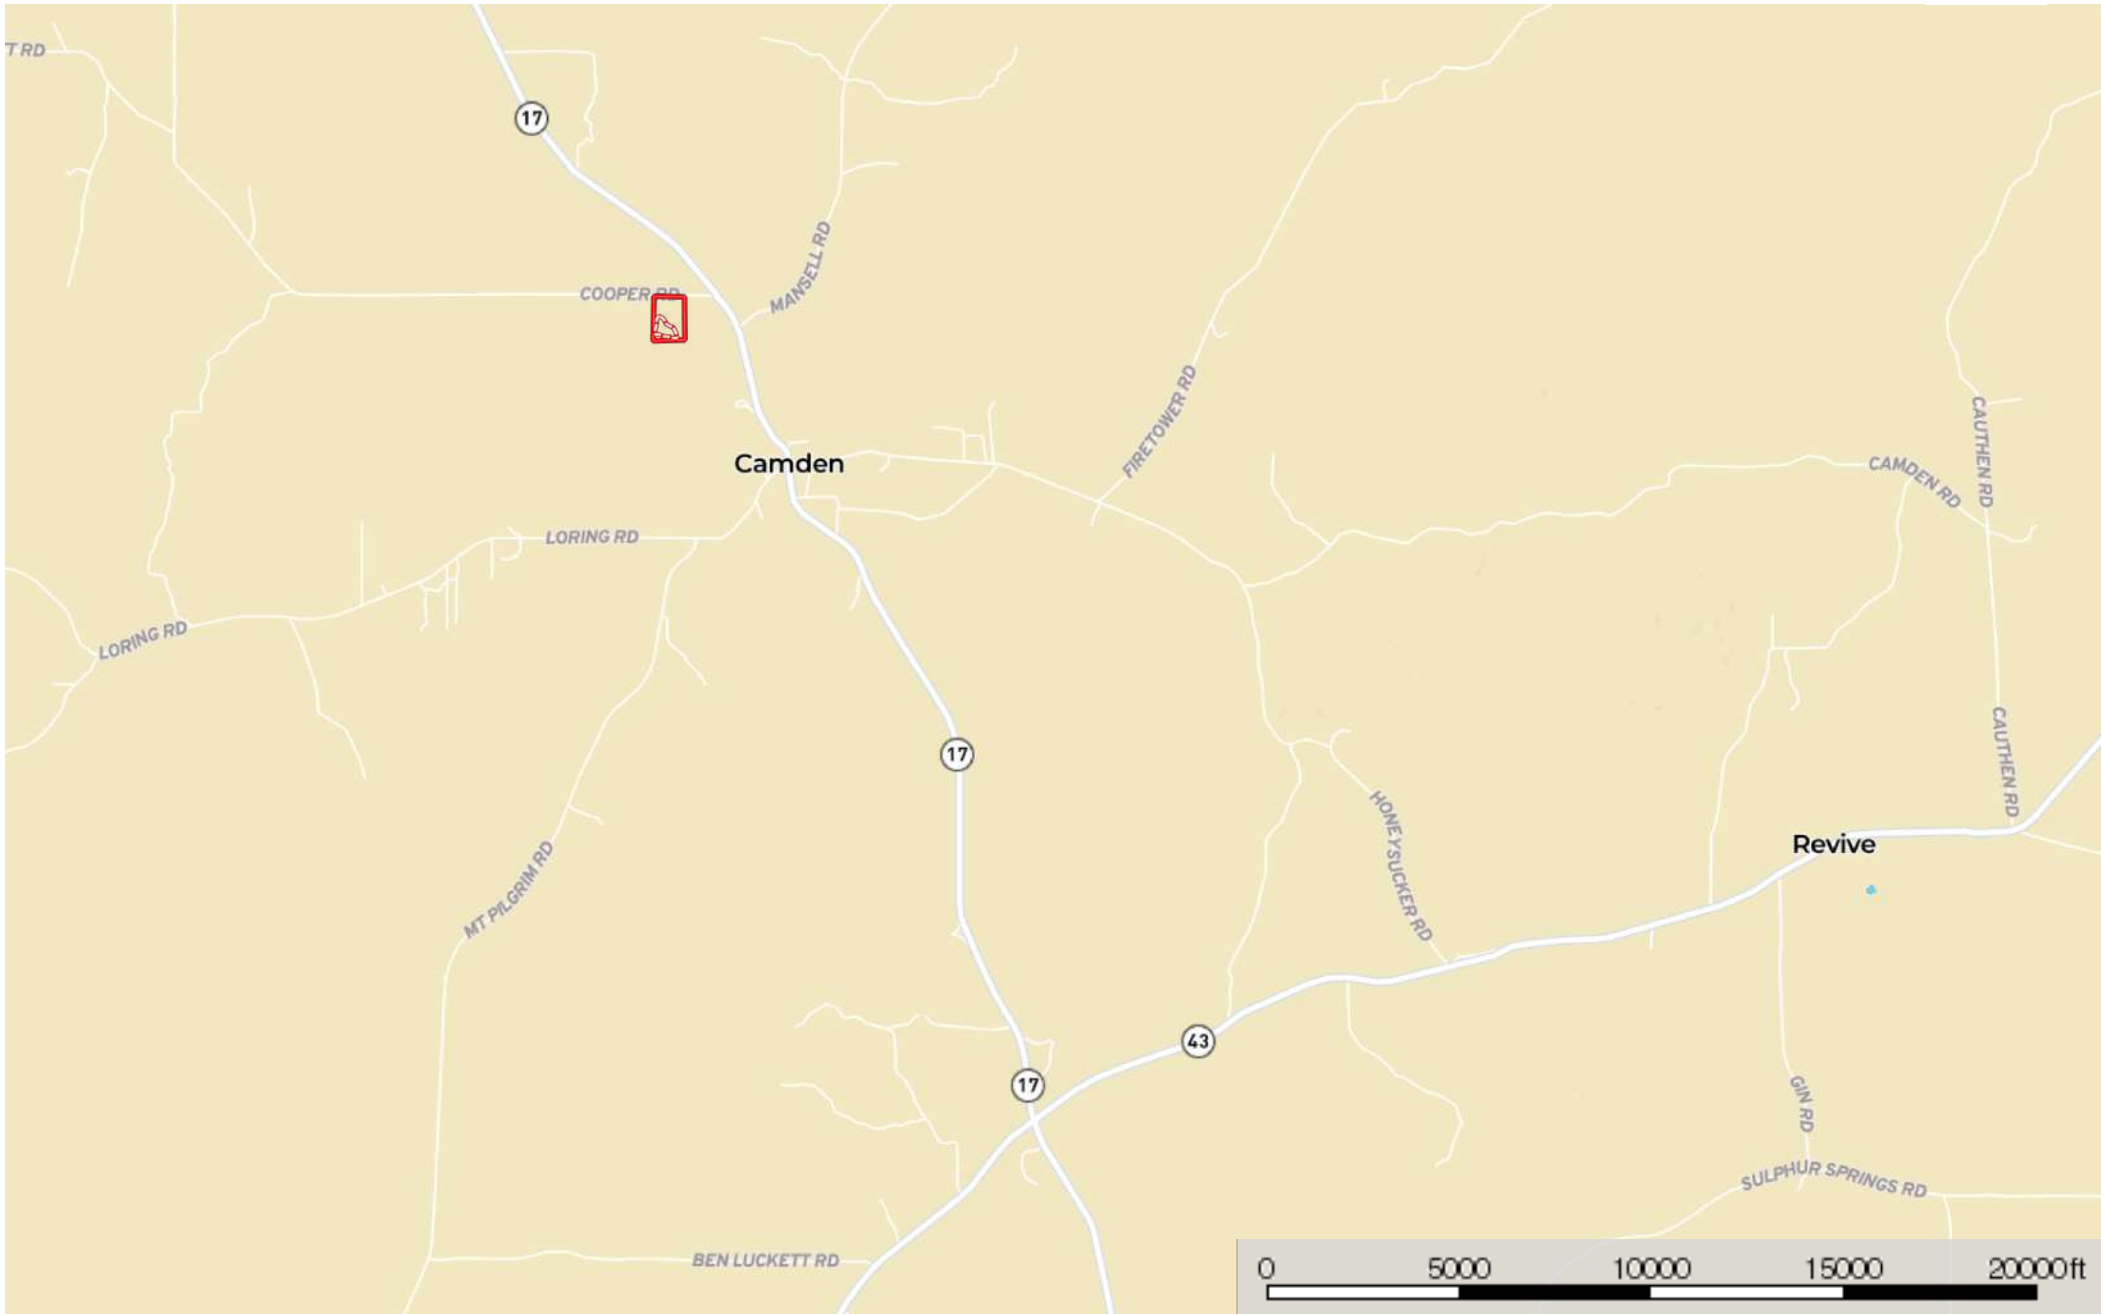 T RD
17
MANSELL RD
COOPER RD
FIRETOWER RD
CAUTHEN RD
Camden
CAMDEN RD
LORING RD
LORING RD
CAUTHEN RD
17
HONEYSUCKER RD
Revive
MT PILGRIM RD
43
17
GIN RD
SULPHUR SPRINGS RD
BEN LUCKETT RD
0 5000 10000 15000 20000ft